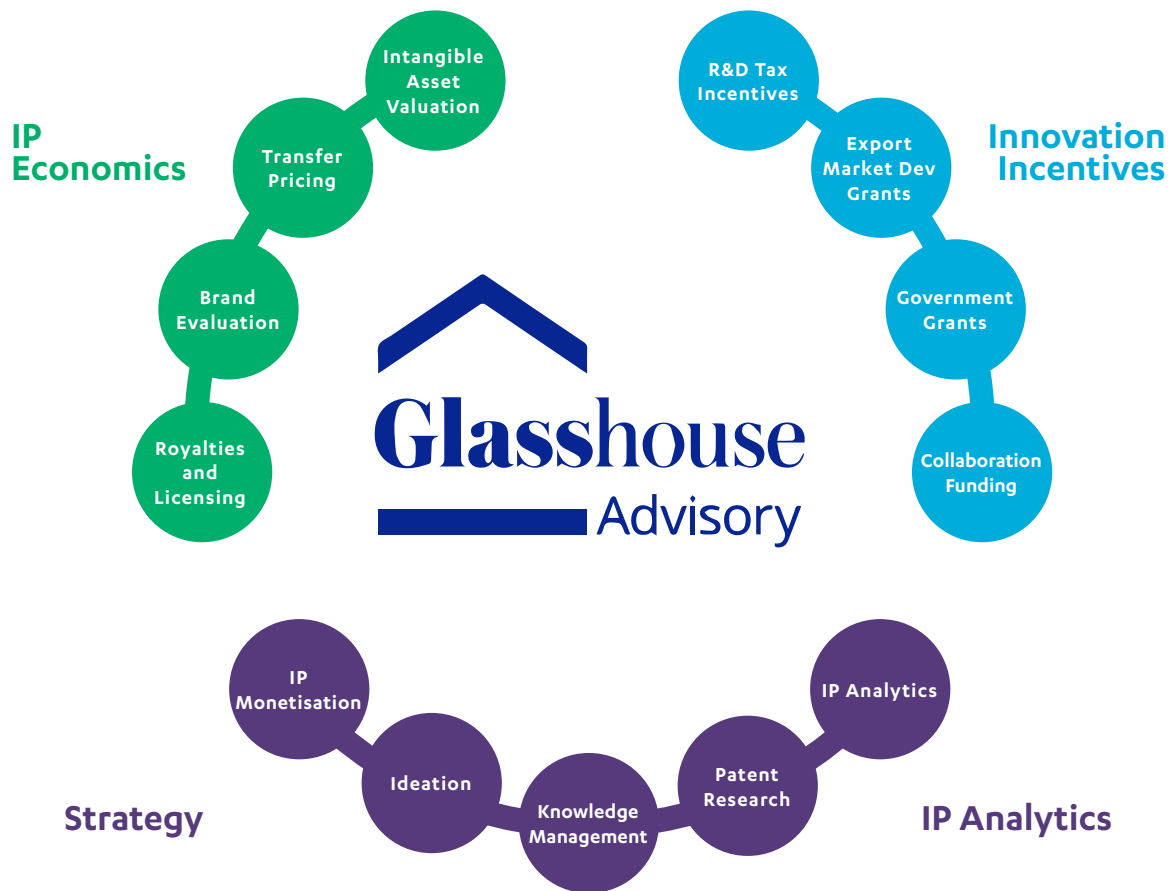 IP
Economics
Intangible
Asset
Valuation
Transfer
Pricing
Brand
Evaluation
Royalties
and
Licensing
R&D Tax
Incentives
Export
Market Dev
Grants
Government
Grants
Collaboration
Funding
Innovation
Incentives
Glasshouse
Advisory
IP
Monetisation
Ideation
Knowledge
Management
Patent
Research
IP Analytics
Strategy
IP Analytics